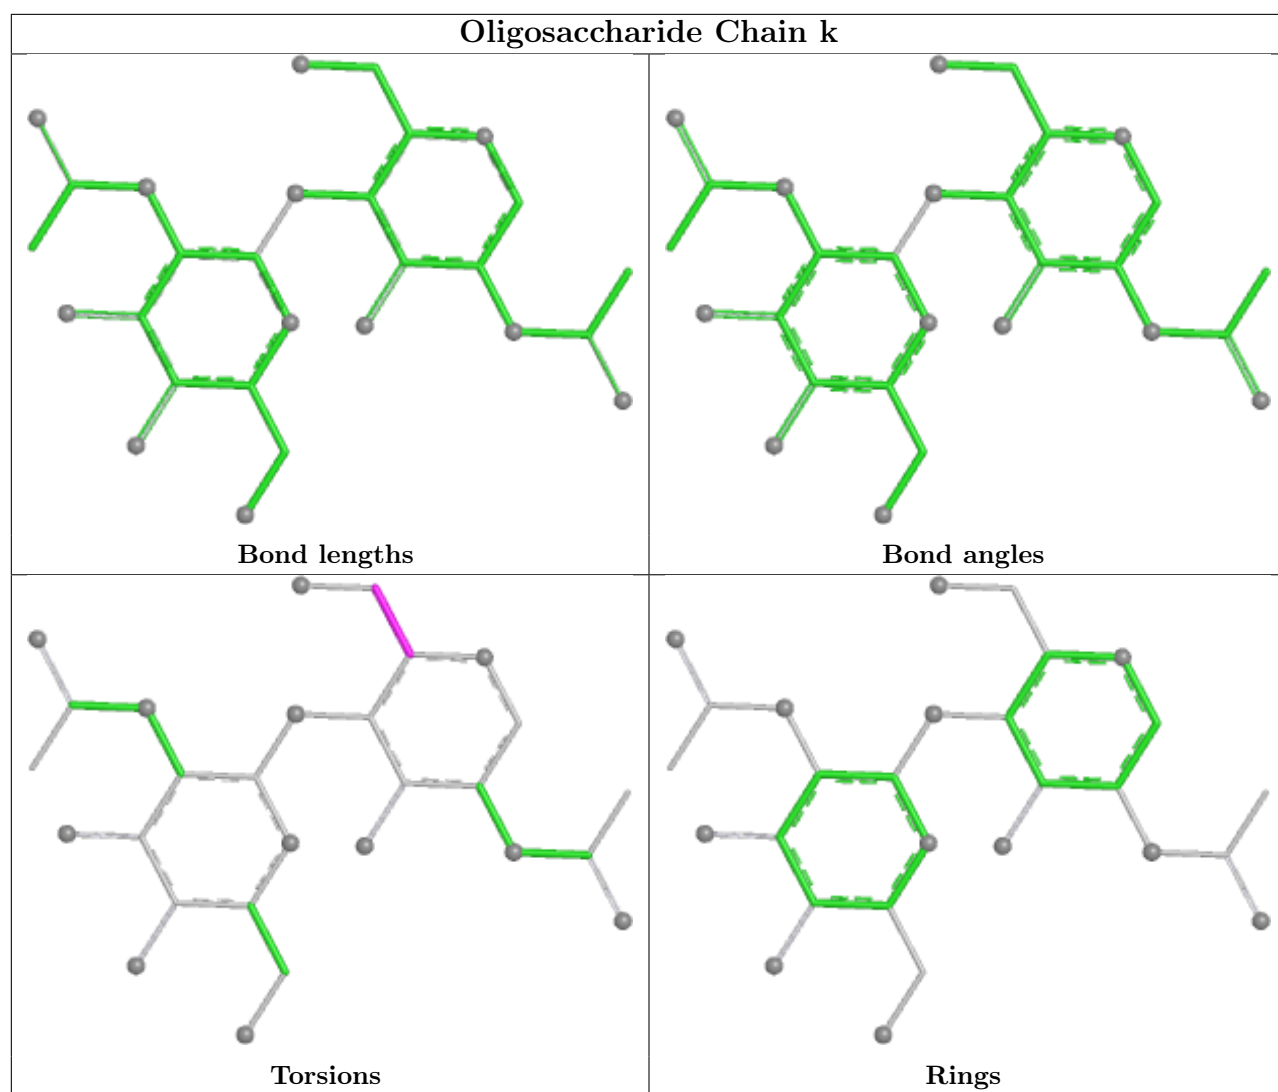 Oligosaccharide Chain k
Bond lengths
Bond angles
Torsions
Rings